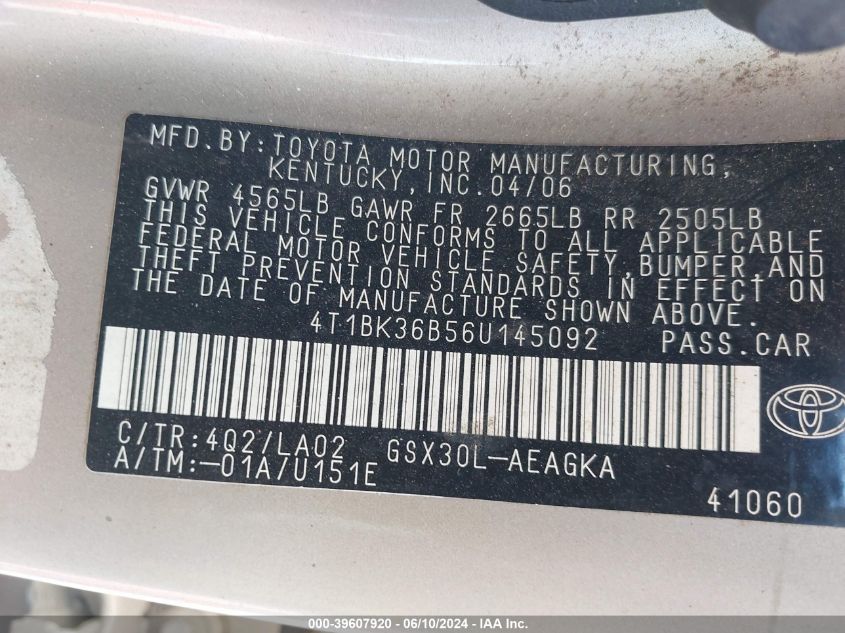 MFD.BY:TOYOTA MOTOR MANUFACTURING,
KENTUCKY,INC.04/06
GVWR 4565LB GAWR FR 2665LB RR 2505LB
THIS VEHICLE CONFORMS TO ALL APPLICABLE
FEDERAL MOTOR VEHICLE SAFETY,BUMPER,AND
THEFT PREVENTION STANDARDS IN EFFECT ON
THE DATE OF MANUFACTURE SHOWN ABOVE.
4T1BK36B56U145092 PASS.CAR
C/TR:4Q2/LA02 GSX30L-AEAGKA
A/TM:-01A/U151E
41060
000-39607920 - 06/10/2024 - IAA Inc.